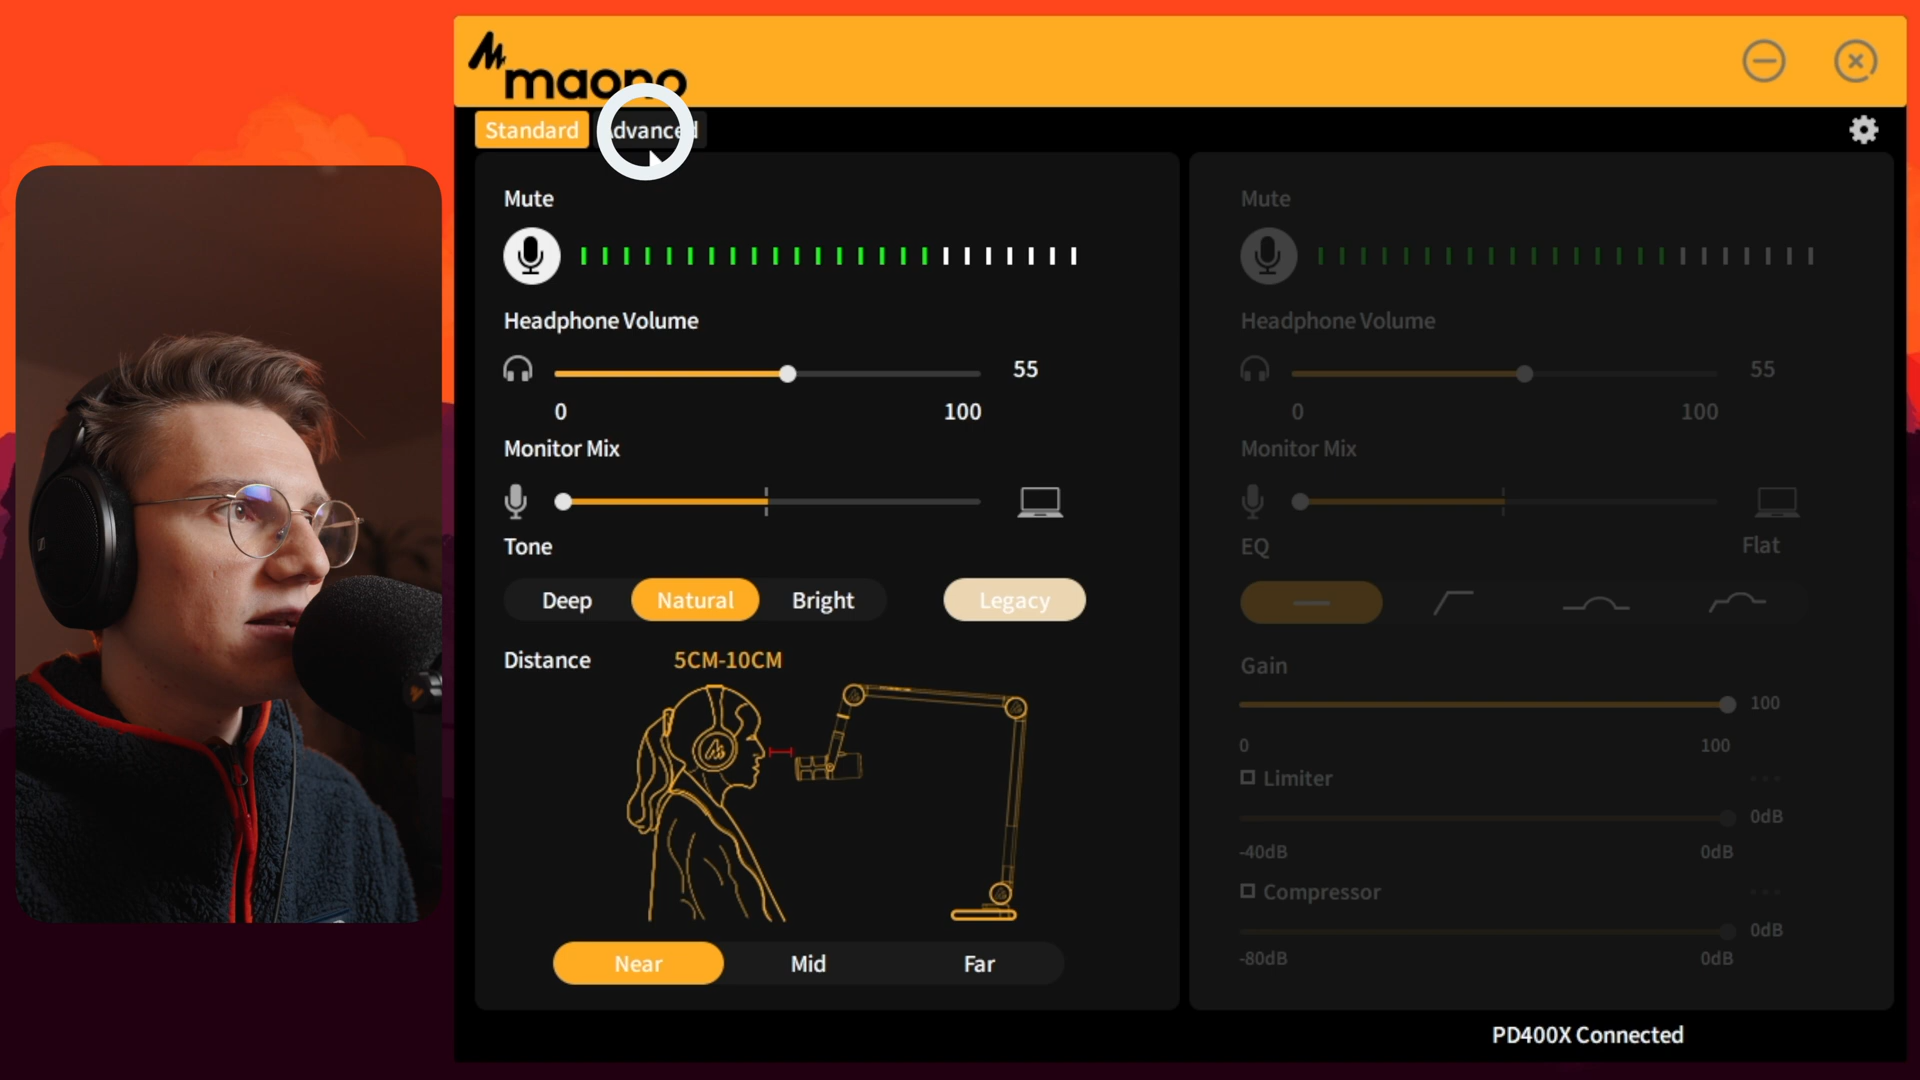 maono
Standard
Advanced
Mute
Headphone Volume
55
0 100
Monitor Mix
Tone
Deep Natural Bright Legacy
Distance 5CM-10CM
Near Mid Far
Mute
Headphone Volume
55
0 100
Monitor Mix
EQ Flat
Gain
100
0 100
Limiter
0dB
-40dB 0dB
Compressor
0dB
-80dB 0dB
PD400X Connected